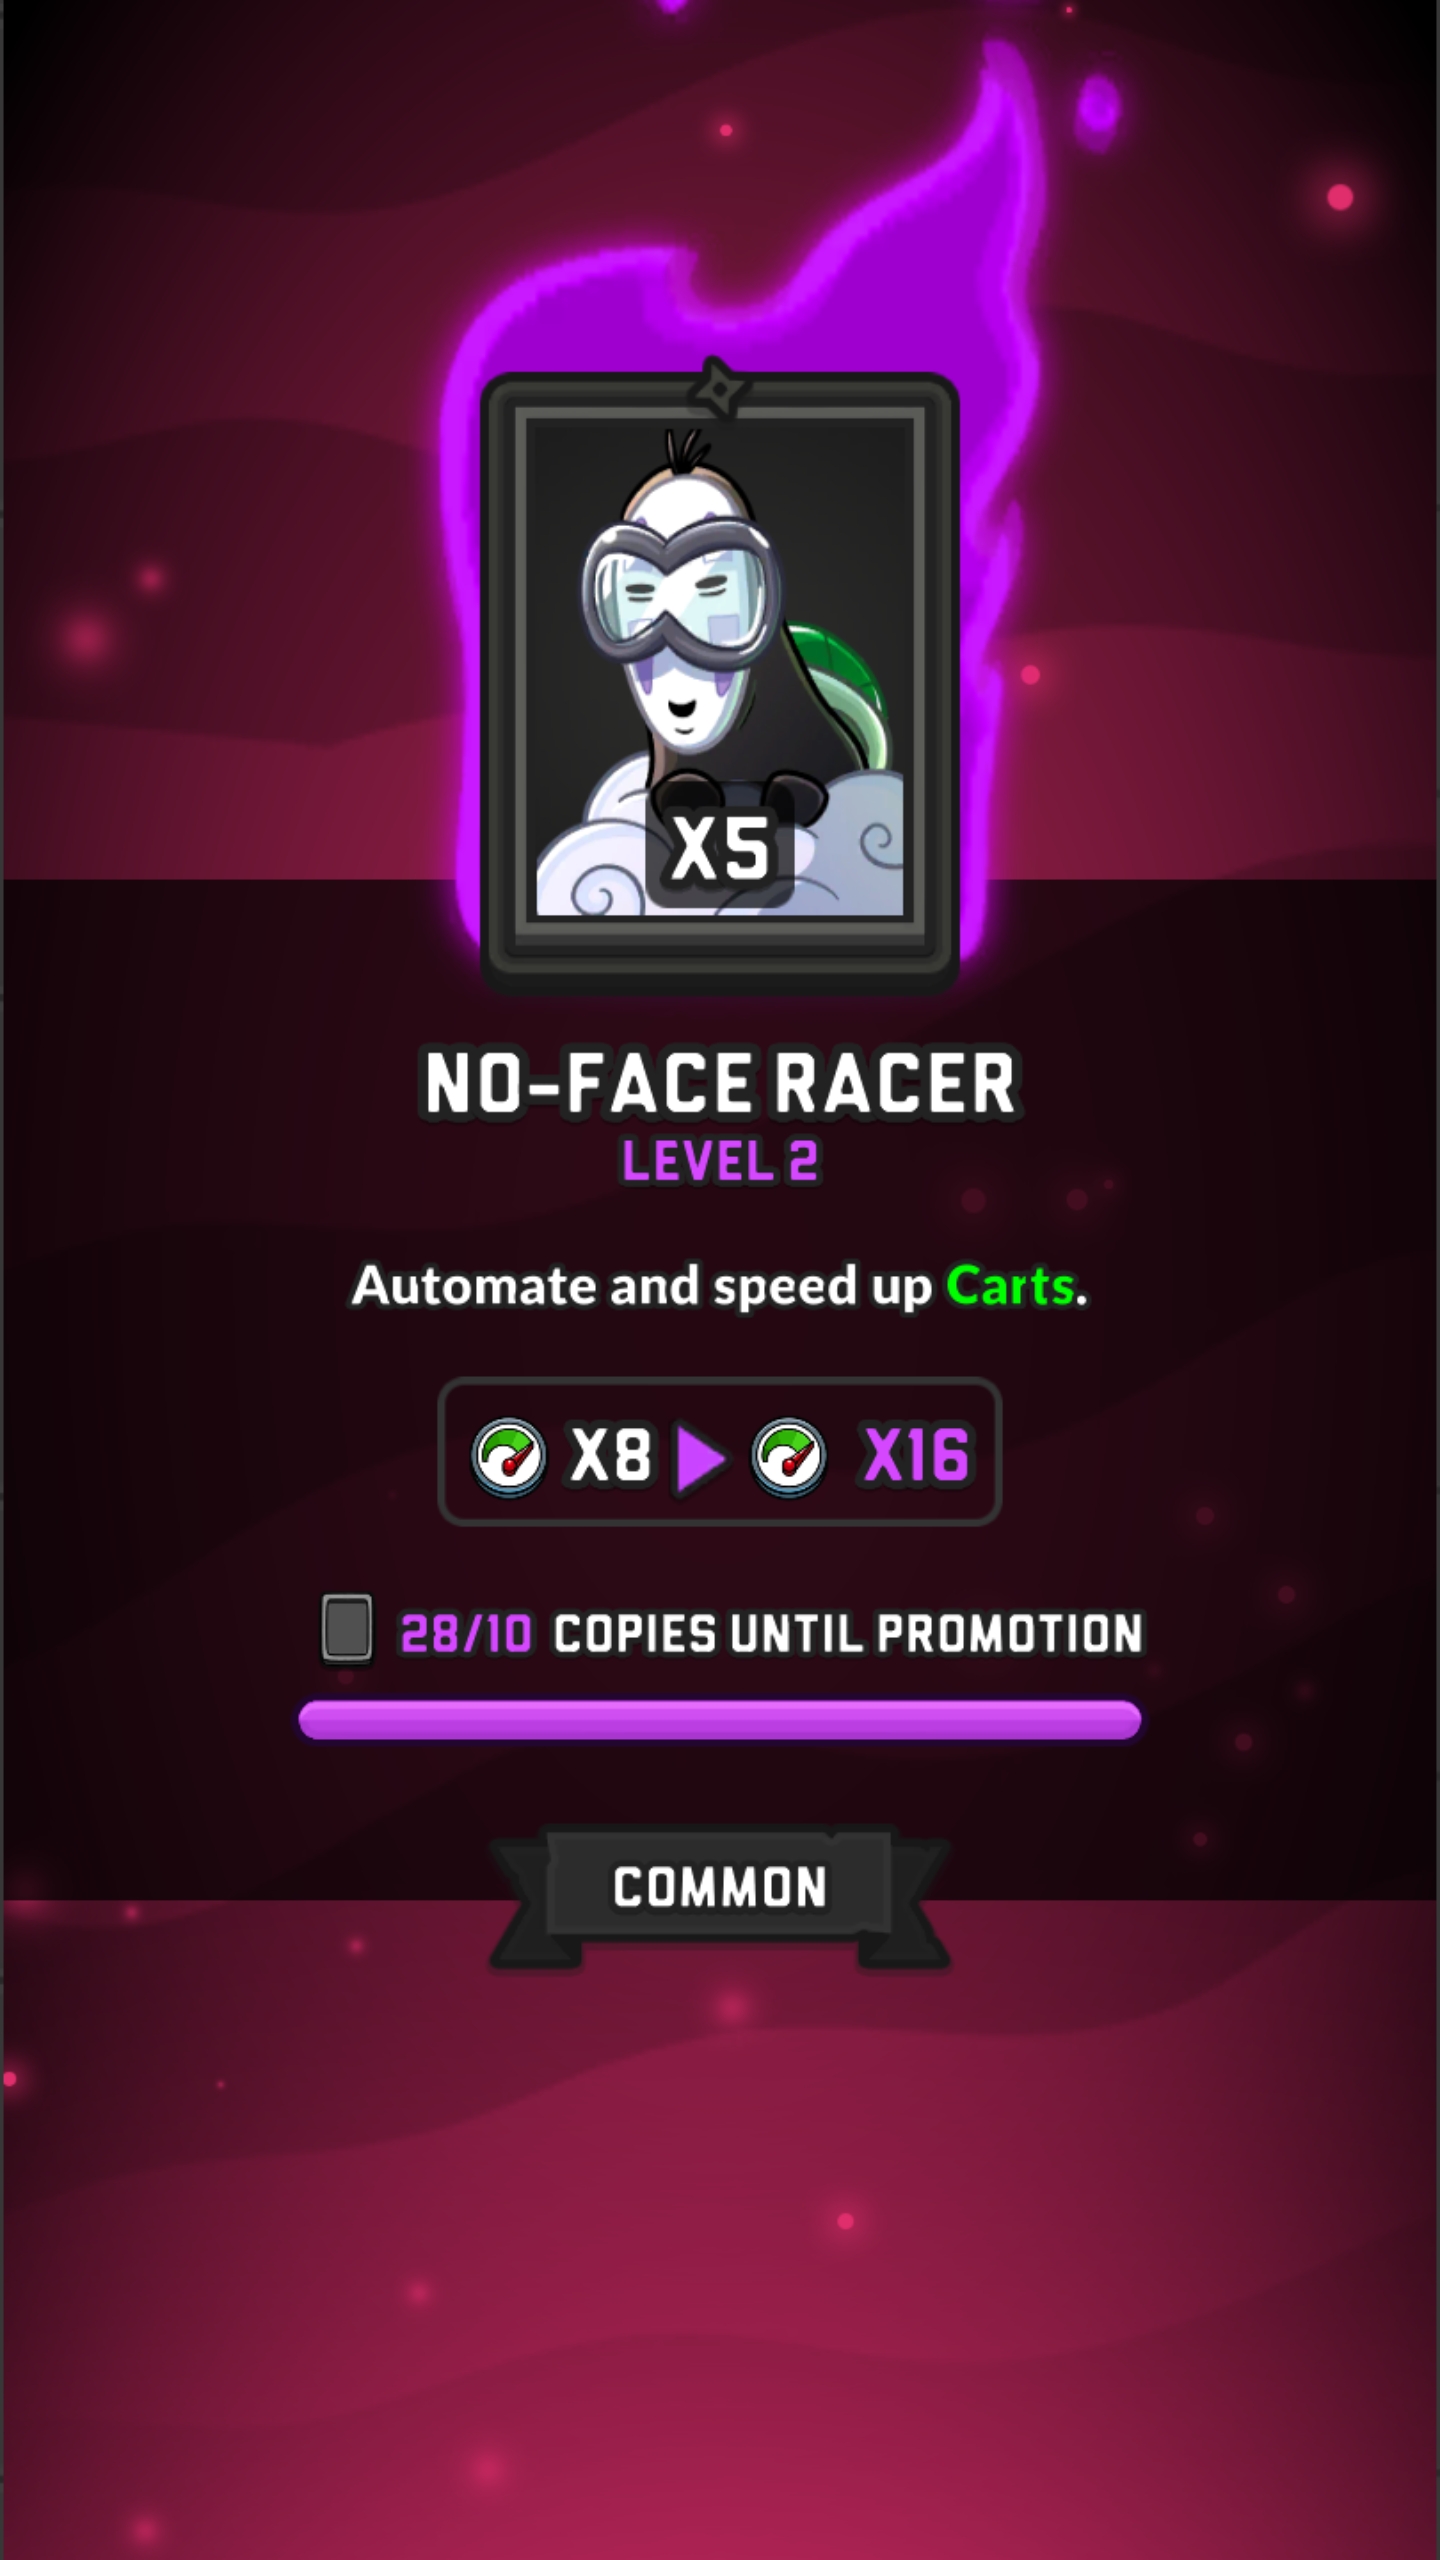 X5
NO-FACE RACER
LEVEL 2
Automate and speed up Carts.
X8 X16
28/10 COPIES UNTIL PROMOTION
COMMON